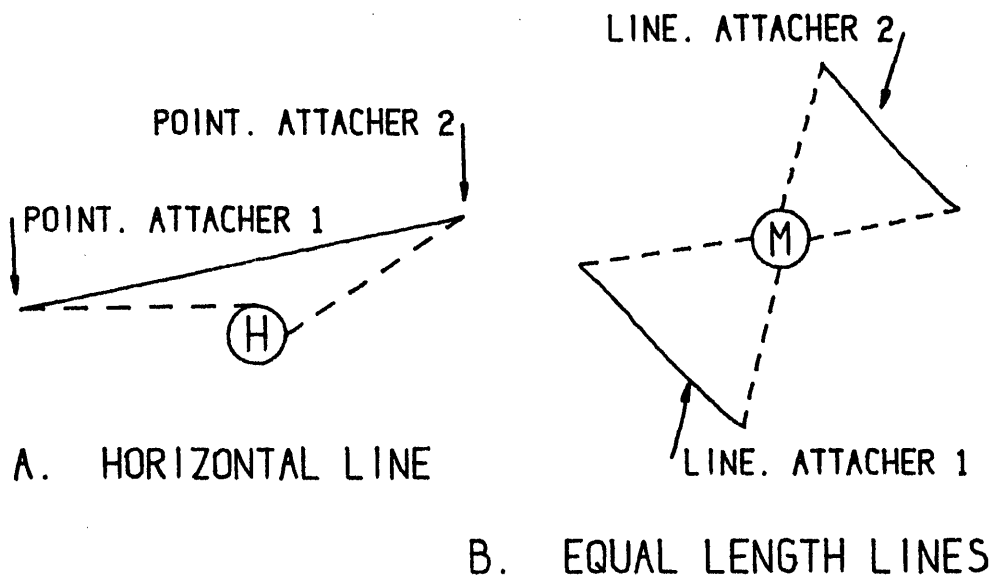 POINT. ATTACHER 2
POINT. ATTACHER 1
H
A. HORIZONTAL LINE
LINE. ATTACHER 2
M
LINE. ATTACHER 1
B. EQUAL LENGTH LINES